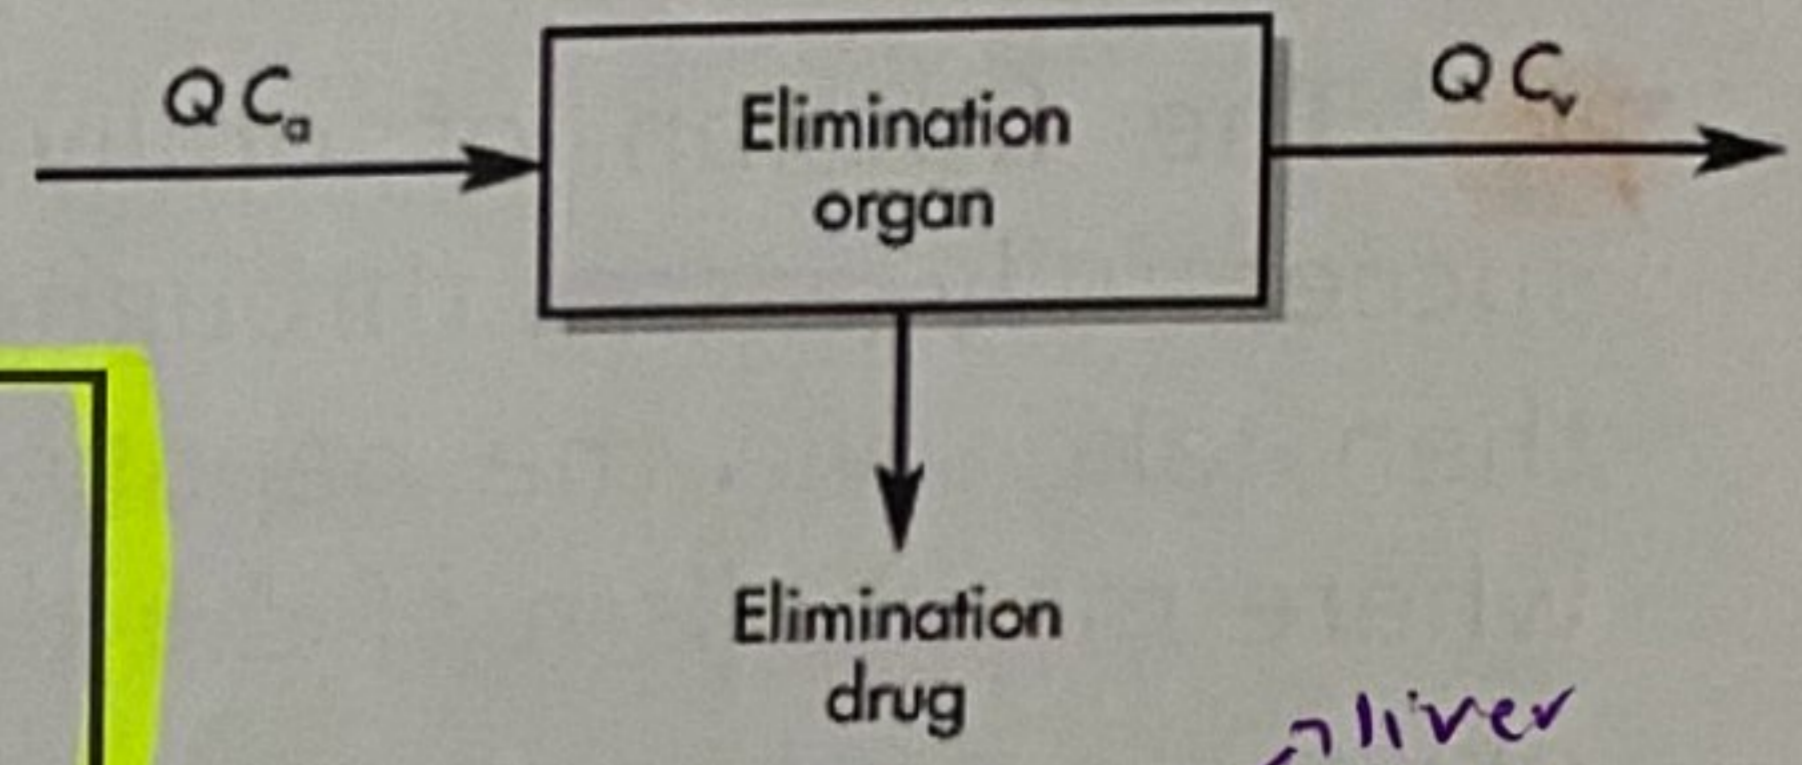 Q Cₐ
Elimination
organ
Q Cᵥ
Elimination
drug
liver